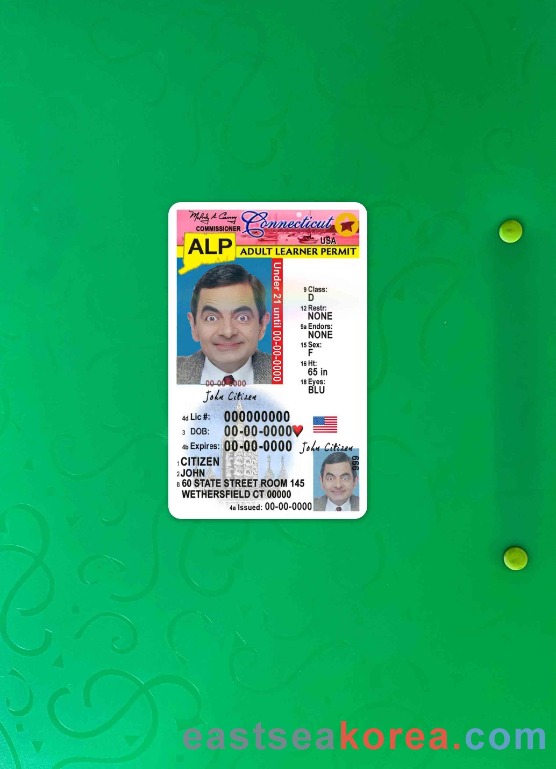 Connecticut
COMMISSIONER
USA
ALP
ADULT LEARNER PERMIT
Under 21 until 00-00-0000
9 Class:
D
12 Restr:
NONE
9a Endors:
NONE
15 Sex:
F
16 Ht:
65 in
18 Eyes:
BLU
00-00-0000
John Citizen
4d Lic #: 000000000
3 DOB: 00-00-0000
4b Expires: 00-00-0000
John Citizen
1 CITIZEN
2 JOHN
8 60 STATE STREET ROOM 145
WETHERSFIELD CT 00000
4a Issued: 00-00-0000
eastseakorea.com